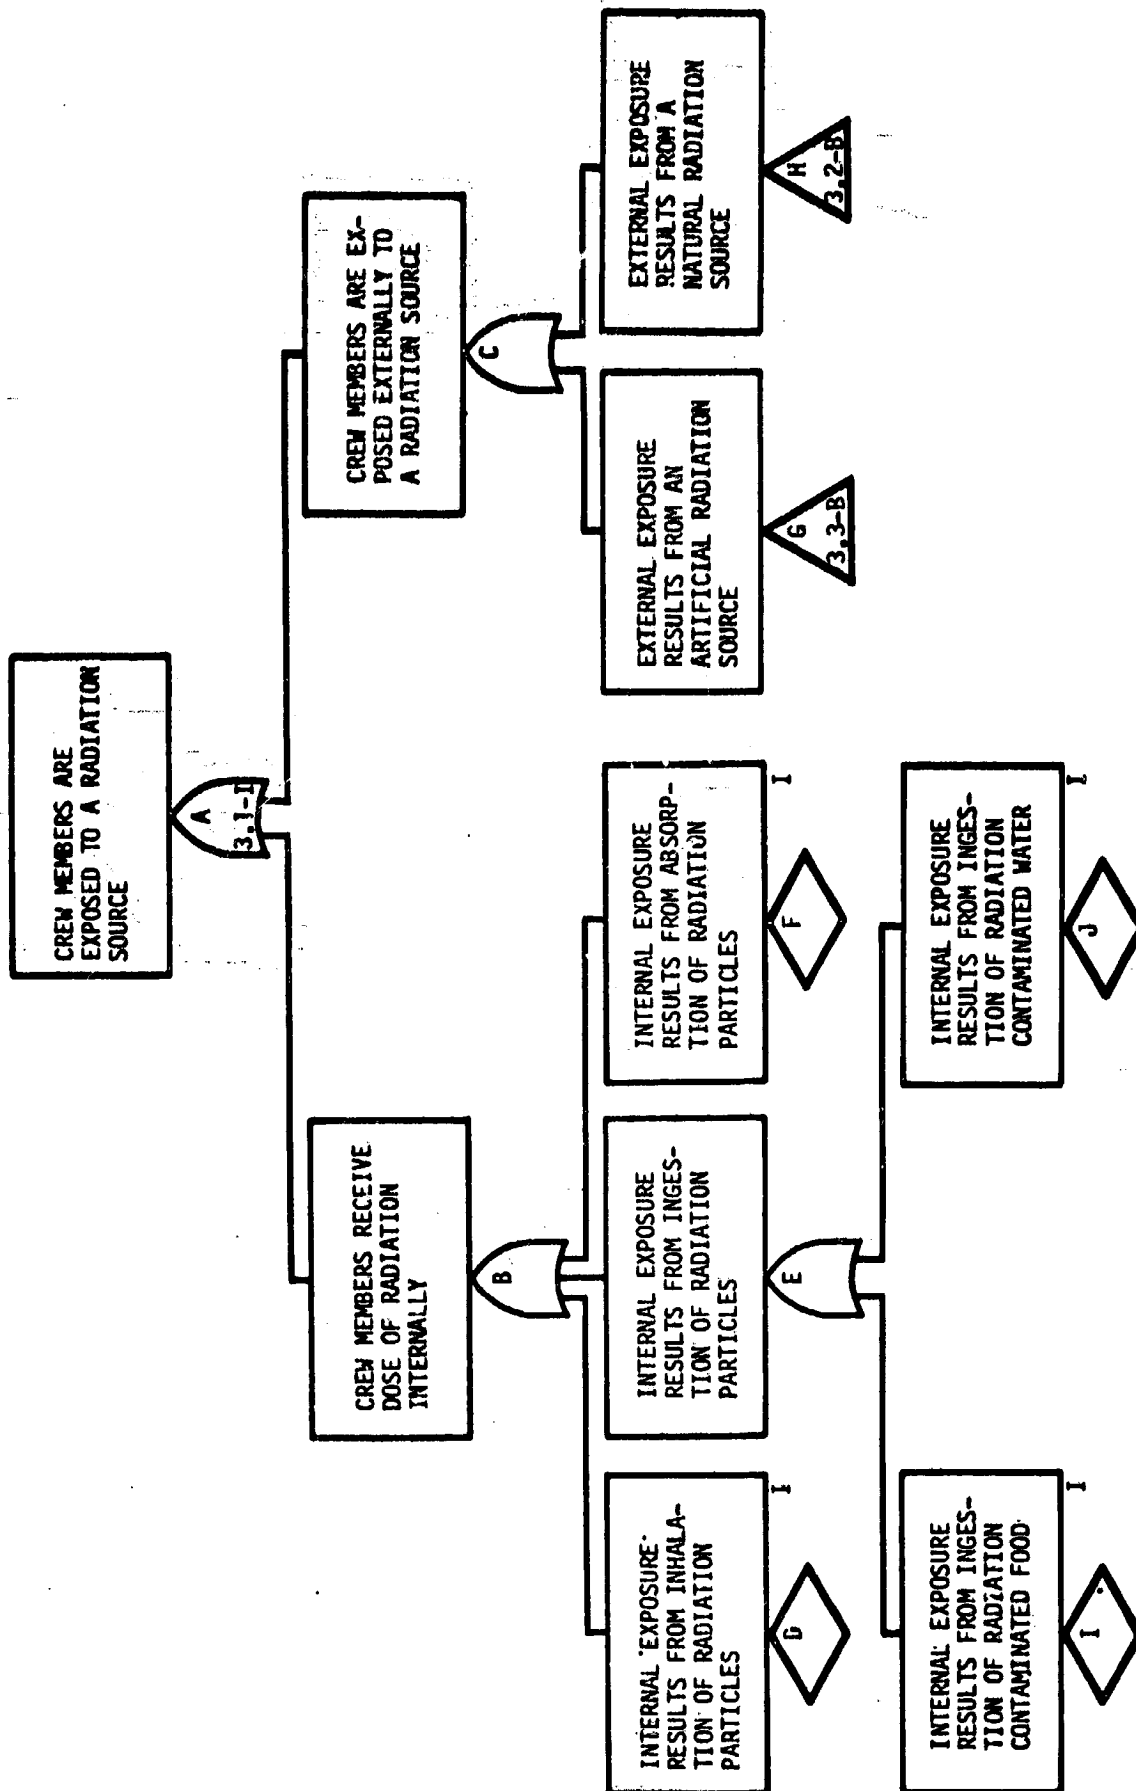 CREW MEMBERS ARE
EXPOSED TO A RADIATION
SOURCE
A
3.1-I
CREW MEMBERS RECEIVE
DOSE OF RADIATION
INTERNALLY
B
CREW MEMBERS ARE EX-
POSED EXTERNALLY TO
A RADIATION SOURCE
C
INTERNAL EXPOSURE
RESULTS FROM INHALA-
TION OF RADIATION
PARTICLES
I
D
INTERNAL EXPOSURE
RESULTS FROM INGES-
TION OF RADIATION
PARTICLES
E
INTERNAL EXPOSURE
RESULTS FROM ABSORP-
TION OF RADIATION
PARTICLES
I
F
EXTERNAL EXPOSURE
RESULTS FROM AN
ARTIFICIAL RADIATION
SOURCE
G
3.3-B
EXTERNAL EXPOSURE
RESULTS FROM A
NATURAL RADIATION
SOURCE
H
3.2-B
INTERNAL EXPOSURE
RESULTS FROM INGES-
TION OF RADIATION
CONTAMINATED FOOD
I
I
INTERNAL EXPOSURE
RESULTS FROM INGES-
TION OF RADIATION
CONTAMINATED WATER
I
J